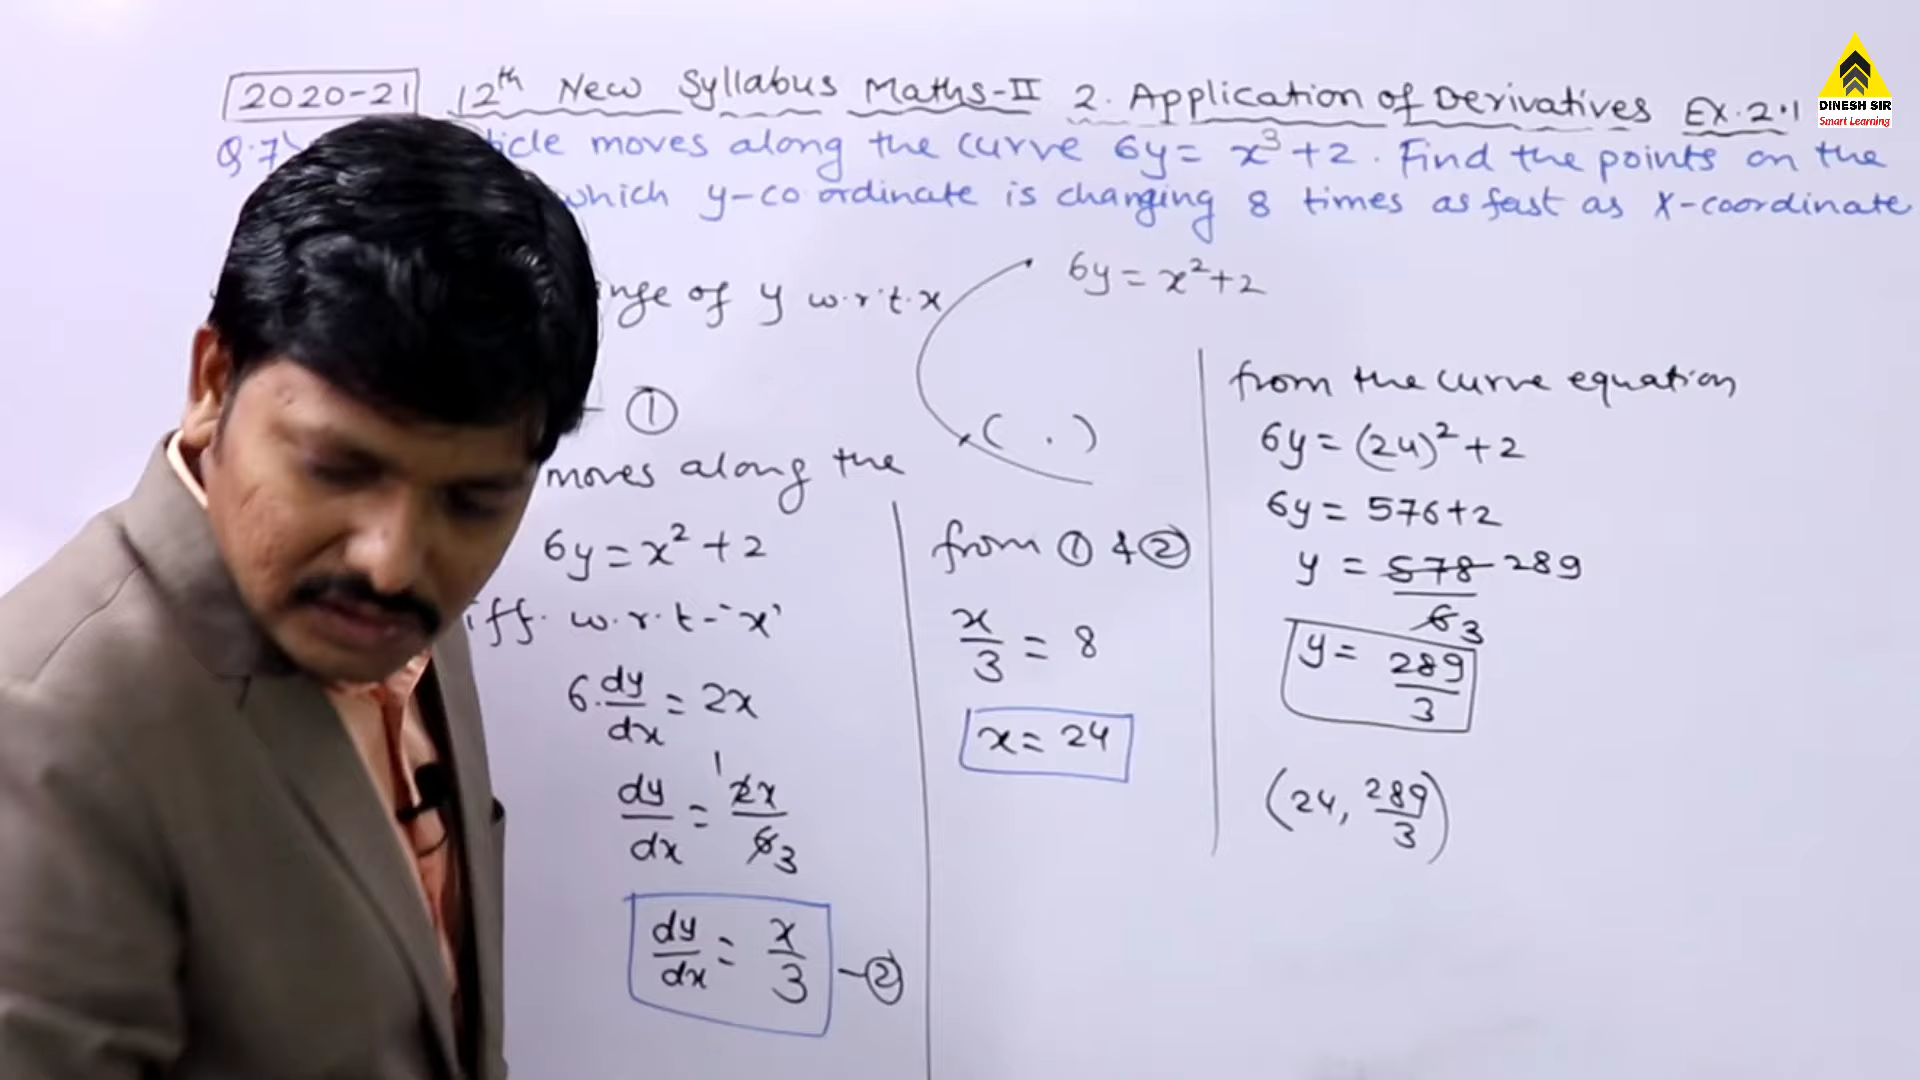 2020-21 12th New Syllabus Maths-II 2. Application of Derivatives Ex.2.1
Q.7) moves along the curve 6y = x³ + 2. Find the points on the
which y-co ordinate is changing 8 times as fast as X-coordinate
of y w.r.t. x
6y = x² + 2
①
( . )
moves along the
6y = x² + 2
w.r.t. 'x'
6. dy/dx = 2x
dy/dx = 2x/6 1 3
dy/dx = x/3 - ②
from ① & ②
x/3 = 8
x = 24
from the curve equation
6y = (24)² + 2
6y = 576 + 2
y = 578/6 289 3
y = 289/3
(24, 289/3)
DINESH SIR
Smart Learning